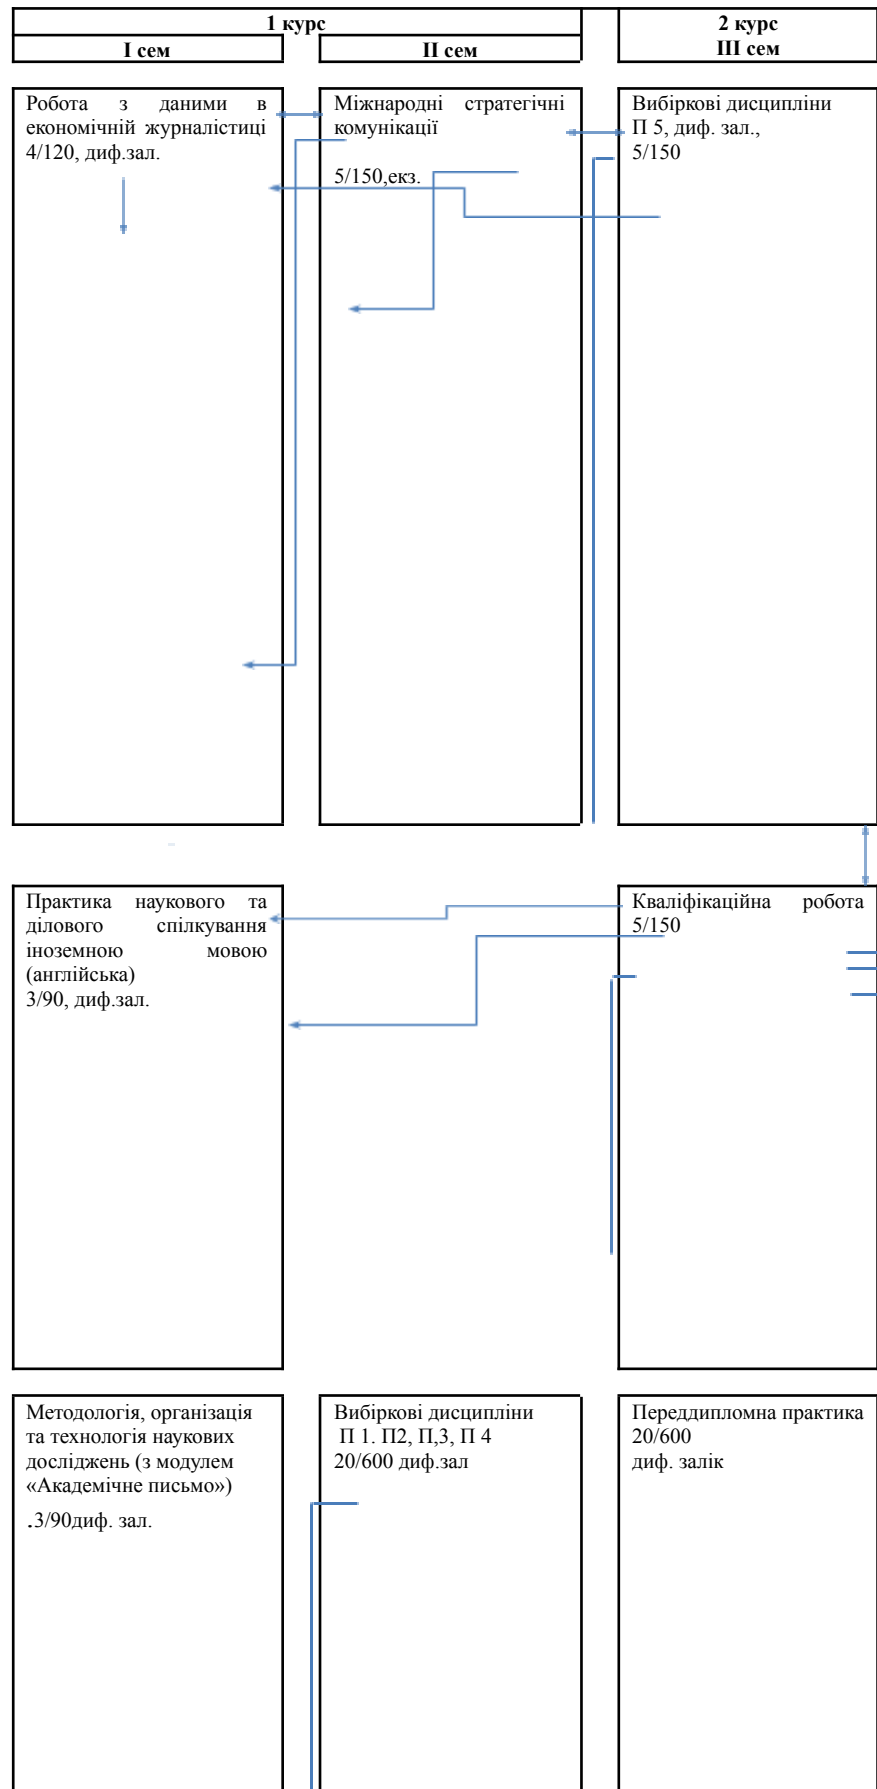 1 курс
2 курс
І сем
ІІ сем
ІІІ сем
Робота з даними в
економічній журналістиці
4/120, диф.зал.
Міжнародні стратегічні
комунікації
5/150,екз.
Вибіркові дисципліни
П 5, диф. зал.,
5/150
Практика наукового та
ділового спілкування
іноземною мовою
(англійська)
3/90, диф.зал.
Кваліфікаційна робота
5/150
Методологія, організація
та технологія наукових
досліджень (з модулем
«Академічне письмо»)
.3/90диф. зал.
Вибіркові дисципліни
П 1. П2, П,3, П 4
20/600 диф.зал
Переддипломна практика
20/600
диф. залік